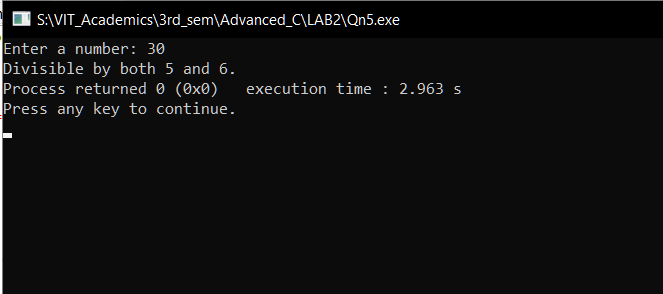 S:\VIT_Academics\3rd_sem\Advanced_C\LAB2\Qn5.exe
Enter a number: 30
Divisible by both 5 and 6.
Process returned 0 (0x0)   execution time : 2.963 s
Press any key to continue.